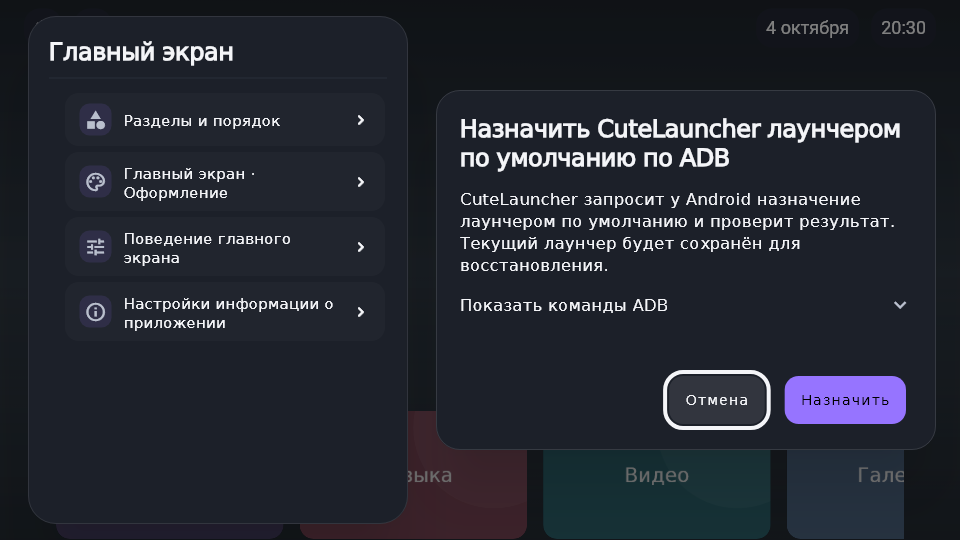 4 октября
20:30
Главный экран
Разделы и порядок
Главный экран ·
Оформление
Поведение главного
экрана
Настройки информации о
приложении
Назначить CuteLauncher лаунчером
по умолчанию по ADB
CuteLauncher запросит у Android назначение
лаунчером по умолчанию и проверит результат.
Текущий лаунчер будет сохранён для
восстановления.
Показать команды ADB
Отмена
Назначить
зыка
Видео
Гале